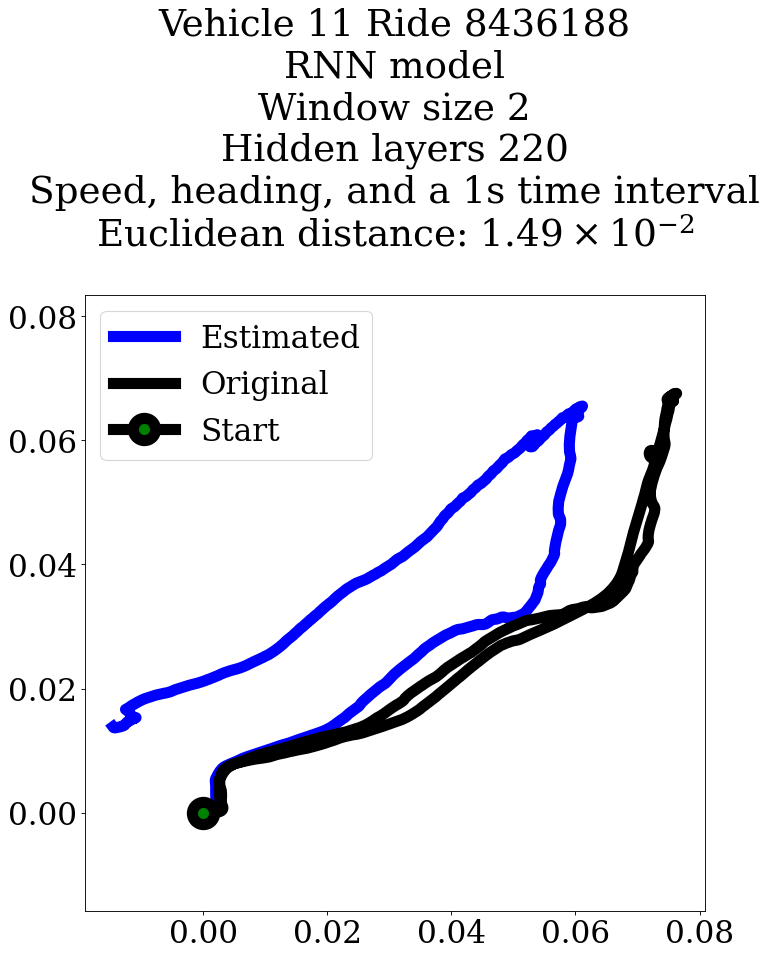 Vehicle 11 Ride 8436188
RNN model
Window size 2
Hidden layers 220
Speed, heading, and a 1s time interval
Euclidean distance: 1.49 × 10⁻²
Estimated
Original
Start
0.08
0.06
0.04
0.02
0.00
0.00 0.02 0.04 0.06 0.08